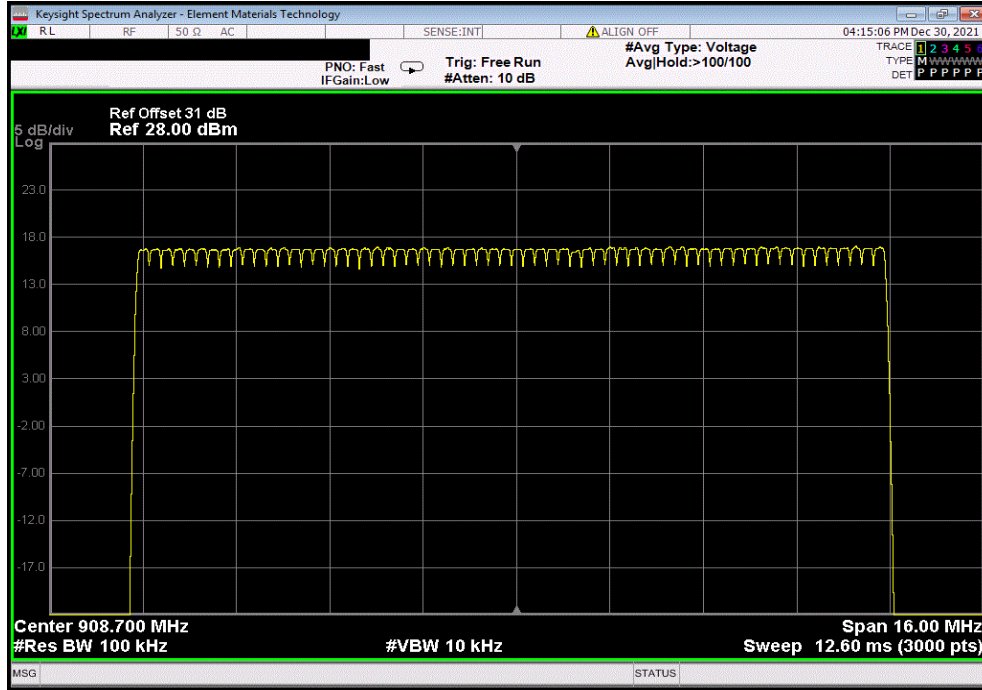 Keysight Spectrum Analyzer - Element Materials Technology
LXI RL RF 50 Ω AC SENSE:INT ALIGN OFF 04:15:06 PM Dec 30, 2021
PNO: Fast
IFGain:Low
Trig: Free Run
#Atten: 10 dB
#Avg Type: Voltage
Avg|Hold:>100/100
TRACE 1 2 3 4 5 6
TYPE M W W W W W
DET P P P P P P
Ref Offset 31 dB
5 dB/div Ref 28.00 dBm
Log
23.0
18.0
13.0
8.00
3.00
-2.00
-7.00
-12.0
-17.0
Center 908.700 MHz Span 16.00 MHz
#Res BW 100 kHz #VBW 10 kHz Sweep 12.60 ms (3000 pts)
MSG STATUS